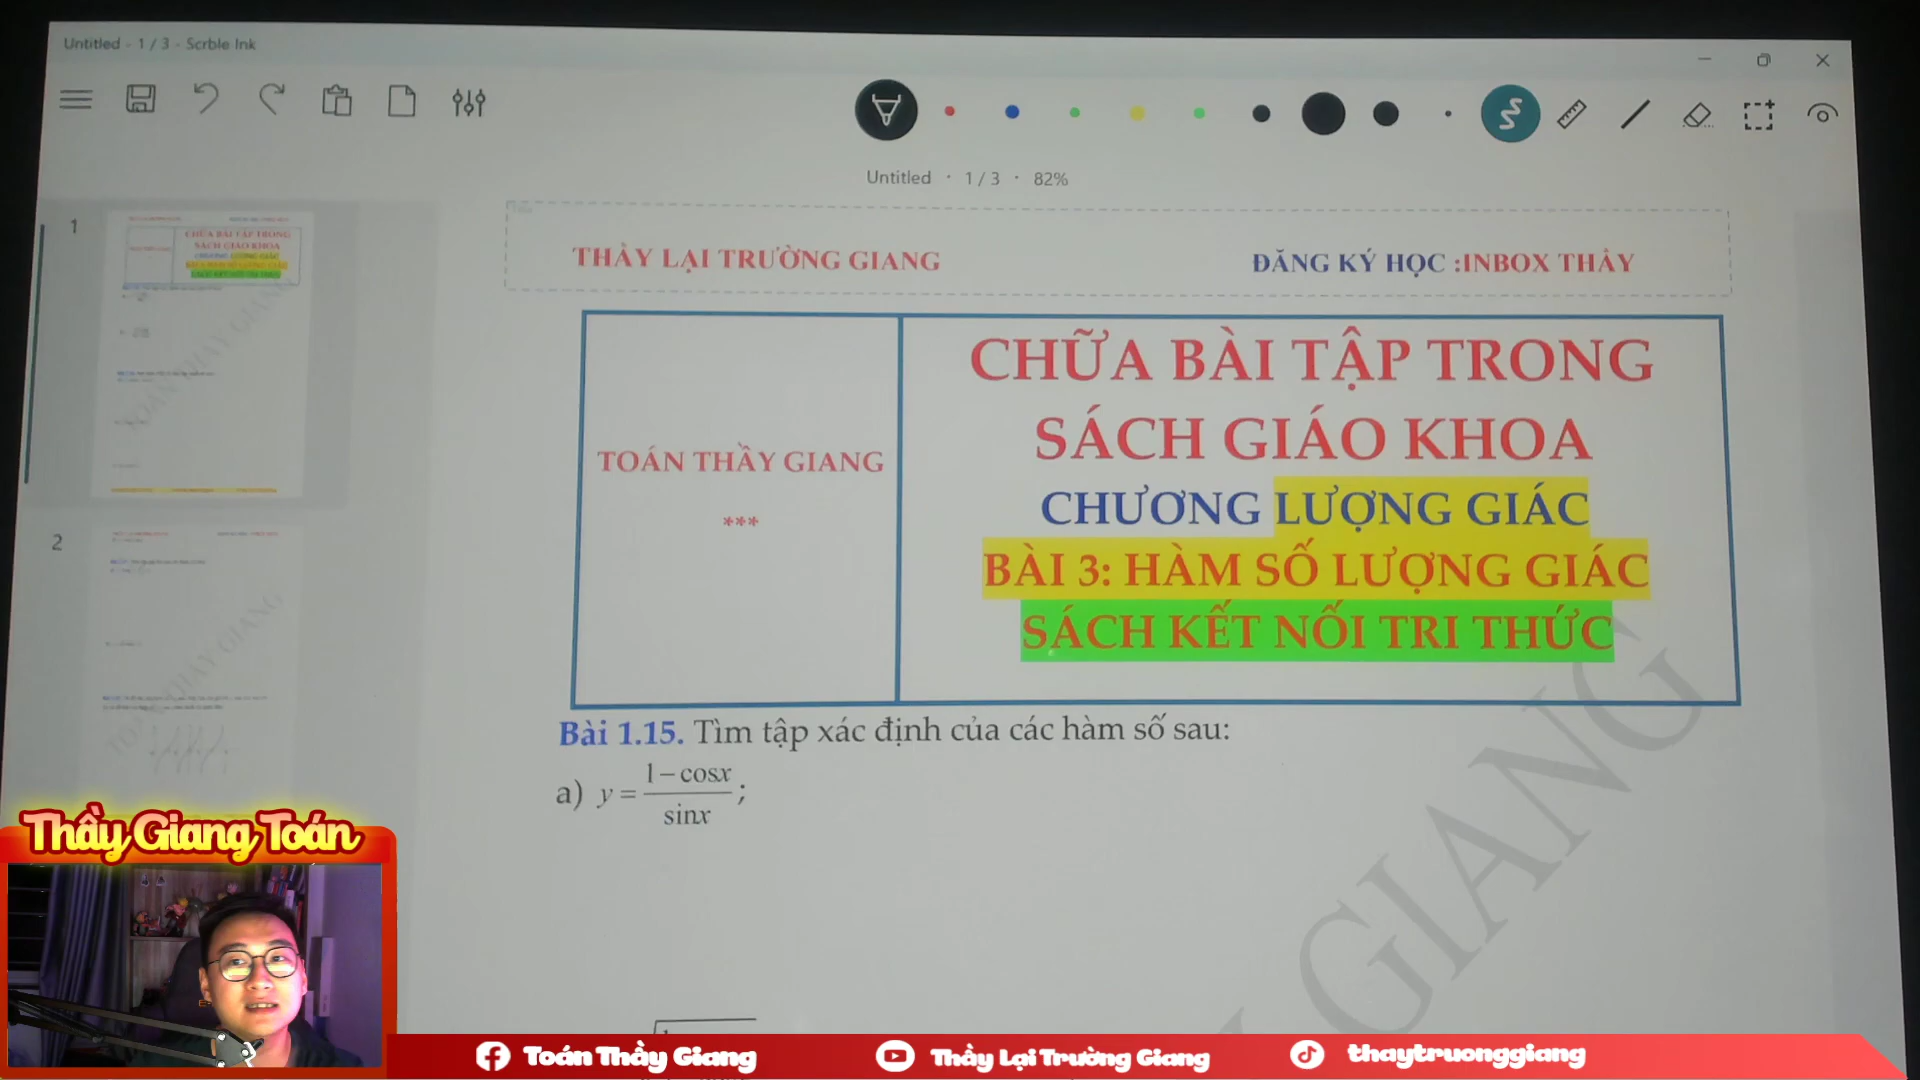 Untitled - 1 / 3 - Scrble Ink
Untitled · 1 / 3 · 82%
1
2
THẦY LẠI TRƯỜNG GIANG
ĐĂNG KÝ HỌC :INBOX THẦY
TOÁN THẦY GIANG
***
CHỮA BÀI TẬP TRONG
SÁCH GIÁO KHOA
CHƯƠNG LƯỢNG GIÁC
BÀI 3: HÀM SỐ LƯỢNG GIÁC
SÁCH KẾT NỐI TRI THỨC
Bài 1.15. Tìm tập xác định của các hàm số sau:
a) y = (1 – cosx) / sinx ;
GIANG
Thầy Giang Toán
Toán Thầy Giang
Thầy Lại Trường Giang
thaytruonggiang